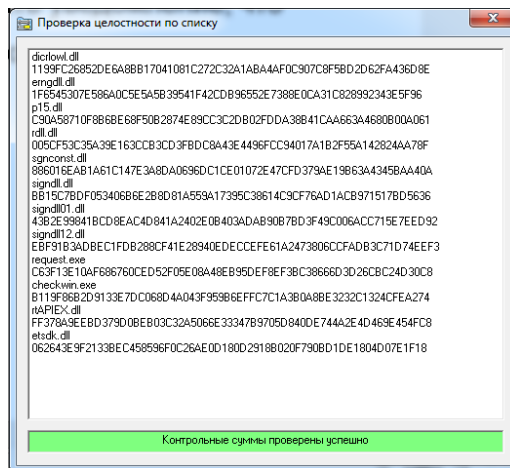 Проверка целостности по списку
dicrlowl.dll
1199FC26852DE6A8BB17041081C272C32A1ABA4AF0C907C8F5BD2D62FA436D8E
erngdll.dll
1F6545307E586A0C5E5A5B39541F42CDB96552E7388E0CA31C828992343E5F96
p15.dll
C90A58710F8B6BE68F50B2874E89CC3C2DB02FDDA38B41CAA663A4680B00A061
rdll.dll
005CF53C35A39E163CCB3CD3FBDC8A43E4496FCC94017A1B2F55A142824AA78F
sgnconst.dll
886016EAB1A61C147E3A8DA0696DC1CE01072E47CFD379AE19B63A4345BAA40A
signdll.dll
BB15C7BDF053406B6E2B8D81A559A17395C38614C9CF76AD1ACB971517BD5636
signdll01.dll
43B2E99841BCD8EAC4D841A2402E0B403ADAB90B7BD3F49C006ACC715E7EED92
signdll12.dll
EBF91B3ADBEC1FDB288CF41E28940EDECCEFE61A2473806CCFADB3C71D74EEF3
request.exe
C63F13E10AF686760CED52F05E08A48EB95DEF8EF3BC38666D3D26CBC24D30C8
checkwin.exe
B119F86B2D9133E7DC068D4A043F959B6EFFC7C1A3B0A8BE3232C1324CFEA274
rtAPIEX.dll
FF378A9EEBD379D0BEB03C32A5066E33347B9705D840DE744A2E4D469E454FC8
etsdk.dll
062643E9F2133BEC458596F0C26AE0D180D2918B020F790BD1DE1804D07E1F18
Контрольные суммы проверены успешно